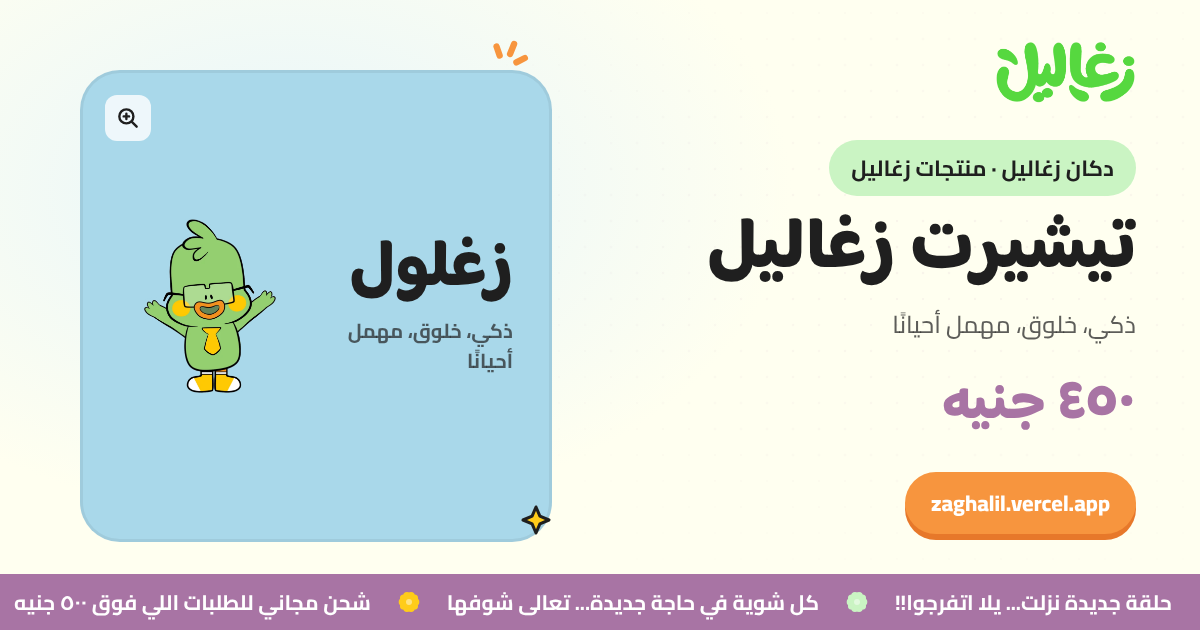 زغاليل
دكان زغاليل · منتجات زغاليل
تيشيرت زغاليل
ذكي، خلوق، مهمل أحيانًا
٤٥٠ جنيه
zaghalil.vercel.app
زغلول
ذكي، خلوق، مهمل
أحيانًا
حلقة جديدة نزلت... يلا اتفرجوا!! كل شوية في حاجة جديدة... تعالى شوفها شحن مجاني للطلبات اللي فوق ٥٠٠ جنيه